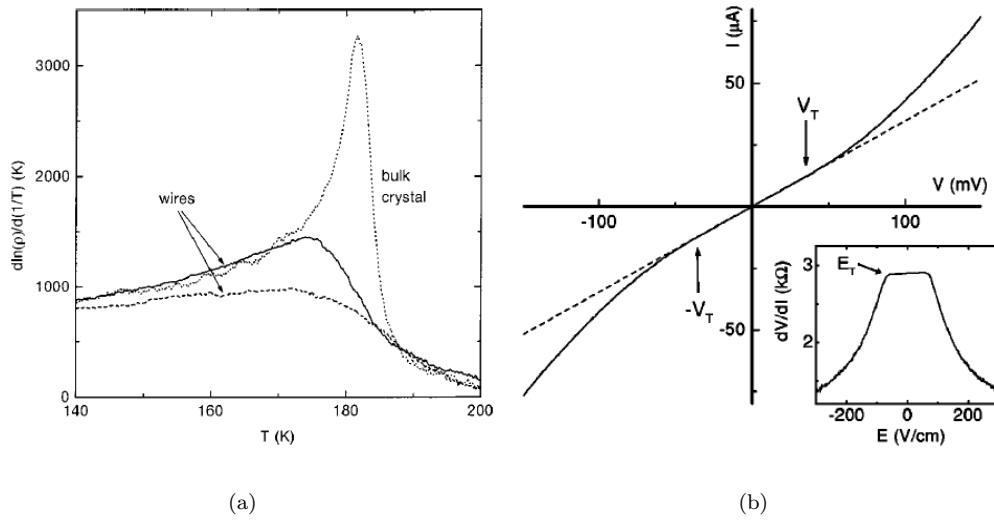 3000
2000
1000
0
dln(ρ)/d(1/T) (K)
wires
bulk
crystal
140
160
180
200
T (K)
(a)
I (μA)
50
V_T
V (mV)
-100
100
-V_T
-50
E_T
3
2
dV/dI (kΩ)
-200
0
200
E (V/cm)
(b)